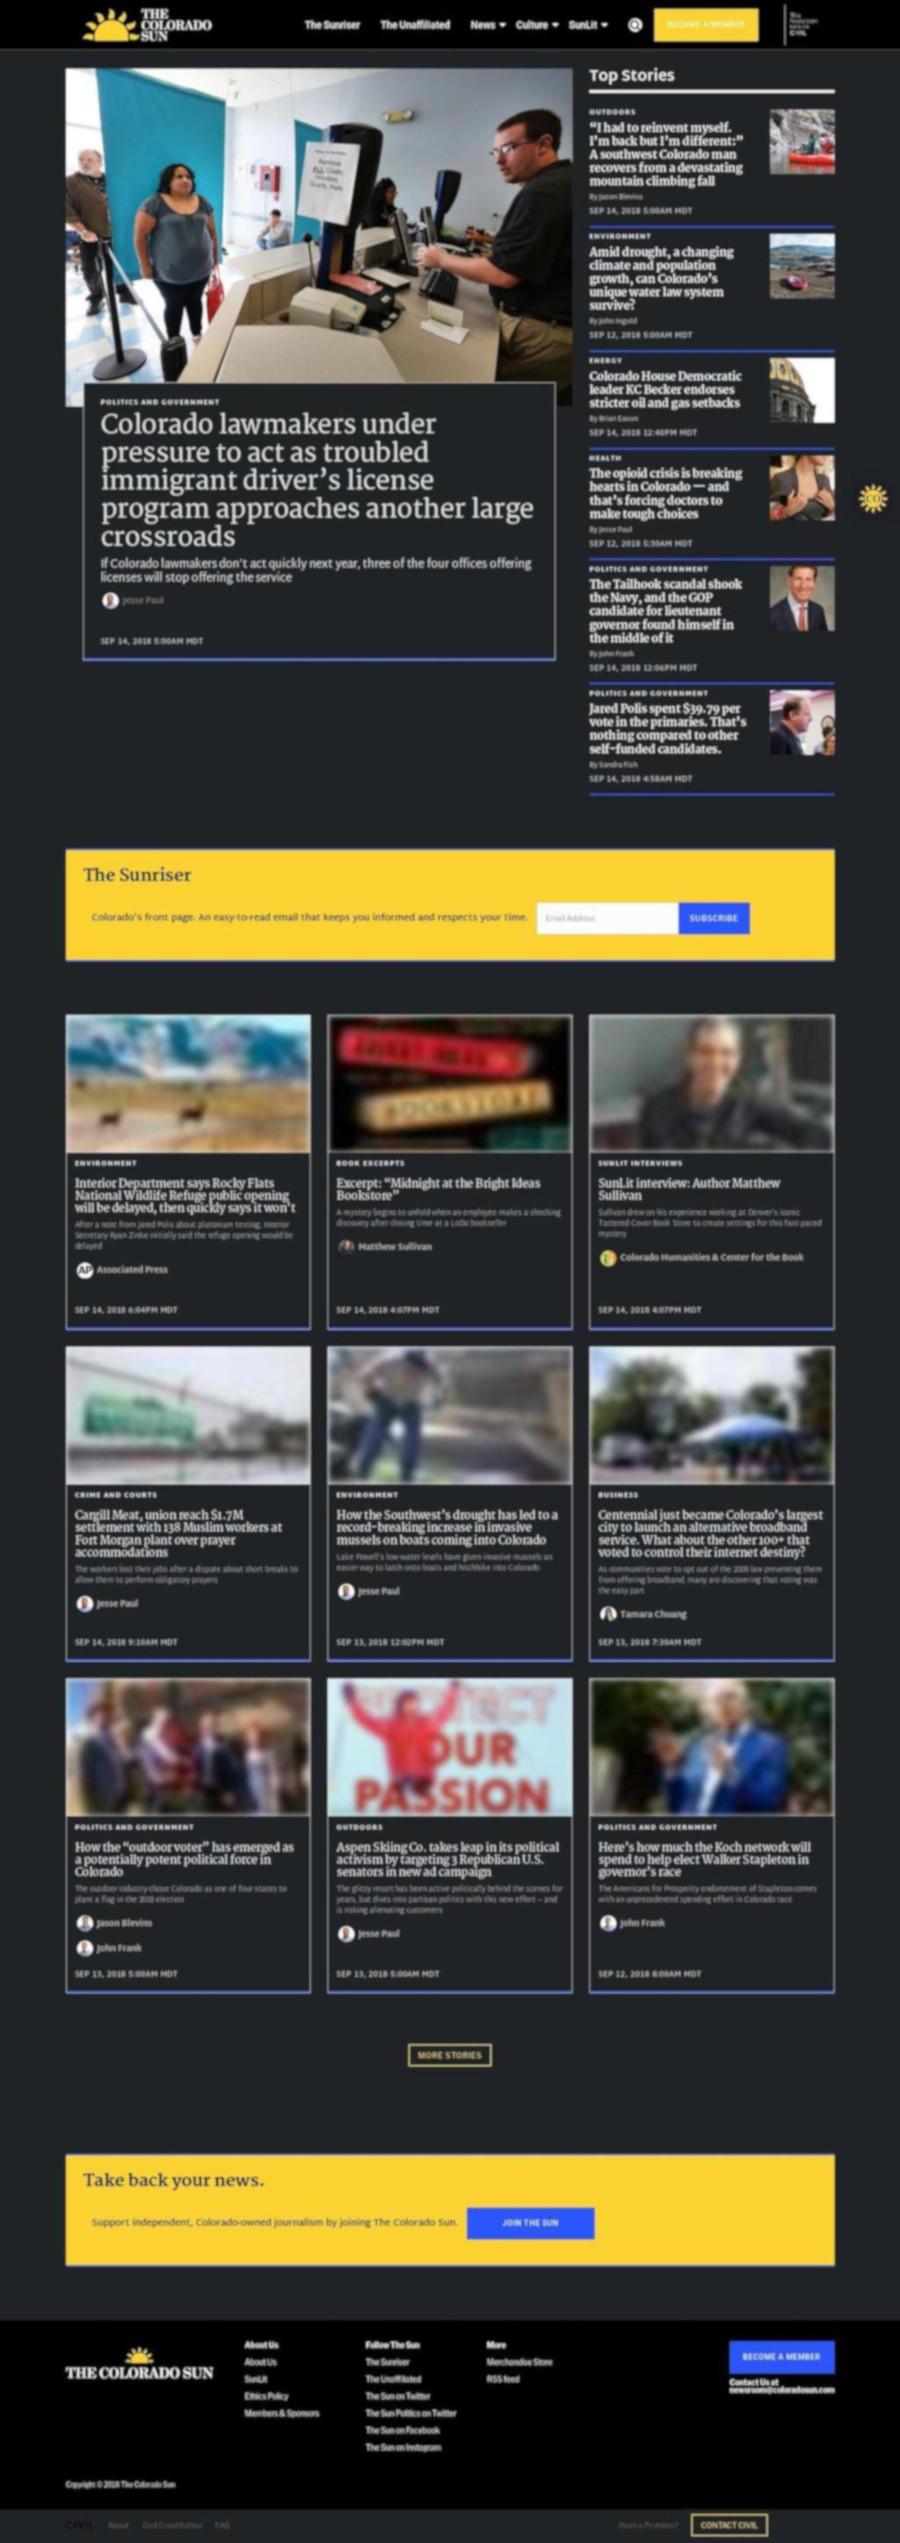 THE COLORADO SUN
The Sunriser
The Unaffiliated
News
Culture
SunLit
BECOME A MEMBER
Top Stories
OUTDOORS
“I had to reinvent myself.
I’m back but I’m different:”
A southwest Colorado man
recovers from a devastating
mountain climbing fall
By Jason Blevins
SEP 14, 2018 5:00AM MDT
ENVIRONMENT
Amid drought, a changing
climate and population
growth, can Colorado’s
unique water law system
survive?
By John Ingold
SEP 12, 2018 5:00AM MDT
ENERGY
Colorado House Democratic
leader KC Becker endorses
stricter oil and gas setbacks
By Brian Eason
SEP 14, 2018 12:40PM MDT
HEALTH
The opioid crisis is breaking
hearts in Colorado — and
that’s forcing doctors to
make tough choices
By Jesse Paul
SEP 12, 2018 5:30AM MDT
POLITICS AND GOVERNMENT
The Tailhook scandal shook
the Navy, and the GOP
candidate for lieutenant
governor found himself in
the middle of it
By John Frank
SEP 14, 2018 12:06PM MDT
POLITICS AND GOVERNMENT
Jared Polis spent $39.79 per
vote in the primaries. That’s
nothing compared to other
self-funded candidates.
By Sandra Fish
SEP 14, 2018 4:58AM MDT
POLITICS AND GOVERNMENT
Colorado lawmakers under
pressure to act as troubled
immigrant driver’s license
program approaches another large
crossroads
If Colorado lawmakers don’t act quickly next year, three of the four offices offering
licenses will stop offering the service
Jesse Paul
SEP 14, 2018 5:00AM MDT
The Sunriser
Colorado’s front page. An easy-to-read email that keeps you informed and respects your time.
Email Address
SUBSCRIBE
ENVIRONMENT
Interior Department says Rocky Flats
National Wildlife Refuge public opening
will be delayed, then quickly says it won’t
After a note from Jared Polis about plutonium testing, Interior
Secretary Ryan Zinke initially said the refuge opening would be
delayed
AP Associated Press
SEP 14, 2018 6:04PM MDT
BOOK EXCERPTS
Excerpt: “Midnight at the Bright Ideas
Bookstore”
A mystery begins to unfold when an employee makes a shocking
discovery after closing time at a LoDo bookseller
Matthew Sullivan
SEP 14, 2018 4:07PM MDT
SUNLIT INTERVIEWS
SunLit interview: Author Matthew
Sullivan
Sullivan drew on his experience working at Denver’s iconic
Tattered Cover Book Store to create settings for this fast-paced
mystery
Colorado Humanities & Center for the Book
SEP 14, 2018 4:07PM MDT
CRIME AND COURTS
Cargill Meat, union reach $1.7M
settlement with 138 Muslim workers at
Fort Morgan plant over prayer
accommodations
The workers lost their jobs after a dispute about short breaks to
allow them to perform obligatory prayers
Jesse Paul
SEP 14, 2018 9:10AM MDT
ENVIRONMENT
How the Southwest’s drought has led to a
record-breaking increase in invasive
mussels on boats coming into Colorado
Lake Powell’s low water levels have given invasive mussels an
easier way to latch onto boats and hitchhike into Colorado
Jesse Paul
SEP 13, 2018 12:02PM MDT
BUSINESS
Centennial just became Colorado’s largest
city to launch an alternative broadband
service. What about the other 100+ that
voted to control their internet destiny?
As communities vote to opt out of the 2005 law preventing them
from offering broadband, many are discovering that voting was
the easy part
Tamara Chuang
SEP 13, 2018 7:30AM MDT
OUR
PASSION
POLITICS AND GOVERNMENT
How the “outdoor voter” has emerged as
a potentially potent political force in
Colorado
The outdoor industry chose Colorado as one of four states to
plant a flag in the 2018 election
Jason Blevins
John Frank
SEP 13, 2018 5:00AM MDT
OUTDOORS
Aspen Skiing Co. takes leap in its political
activism by targeting 3 Republican U.S.
senators in new ad campaign
The glitzy resort has been active politically behind the scenes for
years, but dives into partisan politics with this new effort – and
is risking alienating customers
Jesse Paul
SEP 13, 2018 5:00AM MDT
POLITICS AND GOVERNMENT
Here’s how much the Koch network will
spend to help elect Walker Stapleton in
governor’s race
The Americans for Prosperity endorsement of Stapleton comes
with an unprecedented spending effort in Colorado race
John Frank
SEP 12, 2018 8:00AM MDT
MORE STORIES
Take back your news.
Support independent, Colorado-owned journalism by joining The Colorado Sun.
JOIN THE SUN
THE COLORADO SUN
About Us
About Us
SunLit
Ethics Policy
Members & Sponsors
Follow The Sun
The Sunriser
The Unaffiliated
The Sun on Twitter
The Sun Politics on Twitter
The Sun on Facebook
The Sun on Instagram
More
Merchandise Store
RSS feed
BECOME A MEMBER
Contact Us at
newsroom@coloradosun.com
Copyright © 2018 The Colorado Sun
CIVIL
About
Civil Constitution
FAQ
Have a Problem?
CONTACT CIVIL